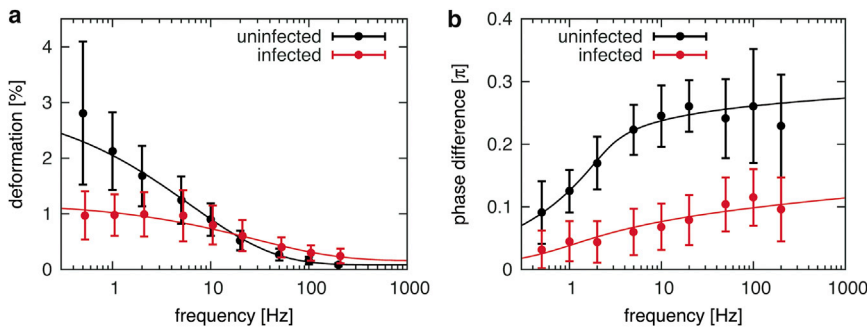 a
uninfected
infected
deformation [%]
4
3
2
1
0
1 10 100 1000
frequency [Hz]
b
uninfected
infected
phase difference [π]
0.4
0.3
0.2
0.1
0
1 10 100 1000
frequency [Hz]